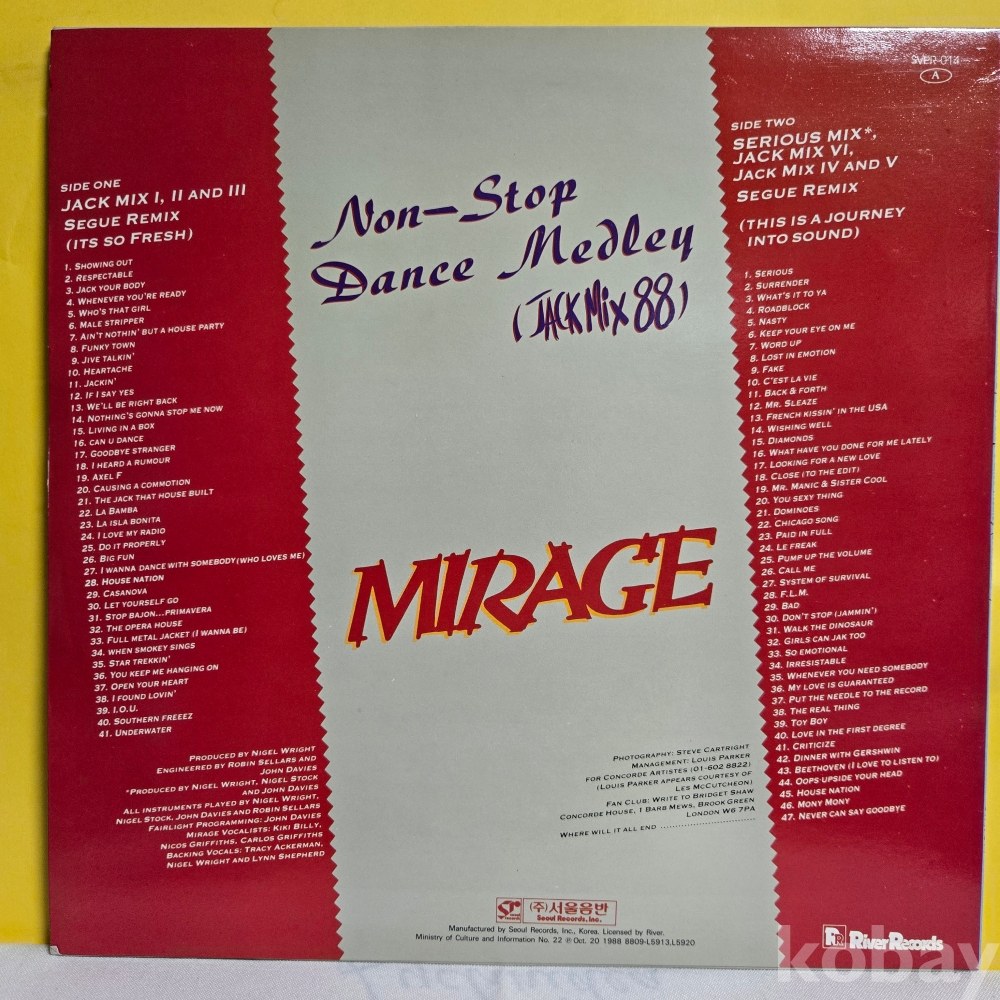 SVPR-014
A
SIDE ONE
JACK MIX I, II AND III
SEGUE REMIX
(ITS SO FRESH)
1. SHOWING OUT
2. RESPECTABLE
3. JACK YOUR BODY
4. WHENEVER YOU'RE READY
5. WHO'S THAT GIRL
6. MALE STRIPPER
7. AIN'T NOTHIN' BUT A HOUSE PARTY
8. FUNKY TOWN
9. JIVE TALKIN'
10. HEARTACHE
11. JACKIN'
12. IF I SAY YES
13. WE'LL BE RIGHT BACK
14. NOTHING'S GONNA STOP ME NOW
15. LIVING IN A BOX
16. CAN U DANCE
17. GOODBYE STRANGER
18. I HEARD A RUMOUR
19. AXEL F
20. CAUSING A COMMOTION
21. THE JACK THAT HOUSE BUILT
22. LA BAMBA
23. LA ISLA BONITA
24. I LOVE MY RADIO
25. DO IT PROPERLY
26. BIG FUN
27. I WANNA DANCE WITH SOMEBODY (WHO LOVES ME)
28. HOUSE NATION
29. CASANOVA
30. LET YOURSELF GO
31. STOP BAJON...PRIMAVERA
32. THE OPERA HOUSE
33. FULL METAL JACKET (I WANNA BE)
34. WHEN SMOKEY SINGS
35. STAR TREKKIN'
36. YOU KEEP ME HANGING ON
37. OPEN YOUR HEART
38. I FOUND LOVIN'
39. I.O.U.
40. SOUTHERN FREEEZ
41. UNDERWATER
PRODUCED BY NIGEL WRIGHT
ENGINEERED BY ROBIN SELLARS AND
JOHN DAVIES
*PRODUCED BY NIGEL WRIGHT, NIGEL STOCK
AND JOHN DAVIES
ALL INSTRUMENTS PLAYED BY NIGEL WRIGHT,
NIGEL STOCK, JOHN DAVIES AND ROBIN SELLARS
FAIRLIGHT PROGRAMMING: JOHN DAVIES
MIRAGE VOCALISTS: KIKI BILLY,
NICOS GRIFFITHS, CARLOS GRIFFITHS
BACKING VOCALS: TRACY ACKERMAN,
NIGEL WRIGHT AND LYNN SHEPHERD
Non-Stop
Dance Medley
(JACK MIX 88)
MIRAGE
SIDE TWO
SERIOUS MIX*,
JACK MIX VI,
JACK MIX IV AND V
SEGUE REMIX
(THIS IS A JOURNEY
INTO SOUND)
1. SERIOUS
2. SURRENDER
3. WHAT'S IT TO YA
4. ROADBLOCK
5. NASTY
6. KEEP YOUR EYE ON ME
7. WORD UP
8. LOST IN EMOTION
9. FAKE
10. C'EST LA VIE
11. BACK & FORTH
12. MR. SLEAZE
13. FRENCH KISSIN' IN THE USA
14. WISHING WELL
15. DIAMONDS
16. WHAT HAVE YOU DONE FOR ME LATELY
17. LOOKING FOR A NEW LOVE
18. CLOSE (TO THE EDIT)
19. MR. MANIC & SISTER COOL
20. YOU SEXY THING
21. DOMINOES
22. CHICAGO SONG
23. PAID IN FULL
24. LE FREAK
25. PUMP UP THE VOLUME
26. CALL ME
27. SYSTEM OF SURVIVAL
28. F.L.M.
29. BAD
30. DON'T STOP (JAMMIN')
31. WALK THE DINOSAUR
32. GIRLS CAN JAK TOO
33. SO EMOTIONAL
34. IRRESISTABLE
35. WHENEVER YOU NEED SOMEBODY
36. MY LOVE IS GUARANTEED
37. PUT THE NEEDLE TO THE RECORD
38. THE REAL THING
39. TOY BOY
40. LOVE IN THE FIRST DEGREE
41. CRITICIZE
42. DINNER WITH GERSHWIN
43. BEETHOVEN (I LOVE TO LISTEN TO)
44. OOPS UPSIDE YOUR HEAD
45. HOUSE NATION
46. MONY MONY
47. NEVER CAN SAY GOODBYE
PHOTOGRAPHY: STEVE CARTRIGHT
MANAGEMENT: LOUIS PARKER
FOR CONCORDE ARTISTES (01-602 8822)
(LOUIS PARKER APPEARS COURTESY OF
LES MCCUTCHEON)
FAN CLUB: WRITE TO BRIDGET SHAW
CONCORDE HOUSE, 1 BARB MEWS, BROOK GREEN
LONDON W6 7PA
WHERE WILL IT ALL END ..........................
(주)서울음반
Seoul Records, Inc.
Manufactured by Seoul Records, Inc., Korea. Licensed by River.
Ministry of Culture and Information No. 22 ℗ Oct. 20 1988 8809-L5913, L5920
RR River Records
kobay